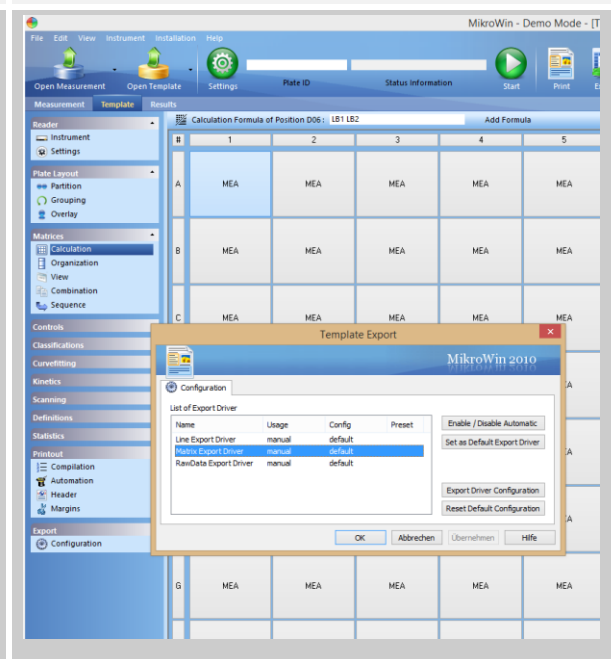 MikroWin - Demo Mode - [T
File Edit View Instrument Installation Help
Open Measurement Open Template Settings Plate ID Status Information Start Print
Measurement Template Results
Reader
Instrument
Settings
Plate Layout
Partition
Grouping
Overlay
Matrices
Calculation
Organization
View
Combination
Sequence
Controls
Classifications
Curvefitting
Kinetics
Scanning
Definitions
Statistics
Printout
Compilation
Automation
Header
Margins
Export
Configuration
Calculation Formula of Position D06: LB1 LB2 Add Formula
# 1 2 3 4 5
A MEA MEA MEA MEA MEA
B MEA MEA MEA MEA MEA
C MEA MEA MEA MEA MEA
G MEA MEA MEA MEA MEA
Template Export
MikroWin 2010
Configuration
List of Export Driver
Name Usage Config Preset
Line Export Driver manual default
Matrix Export Driver manual default
RawData Export Driver manual default
Enable / Disable Automatic
Set as Default Export Driver
Export Driver Configuration
Reset Default Configuration
OK Abbrechen Übernehmen Hilfe